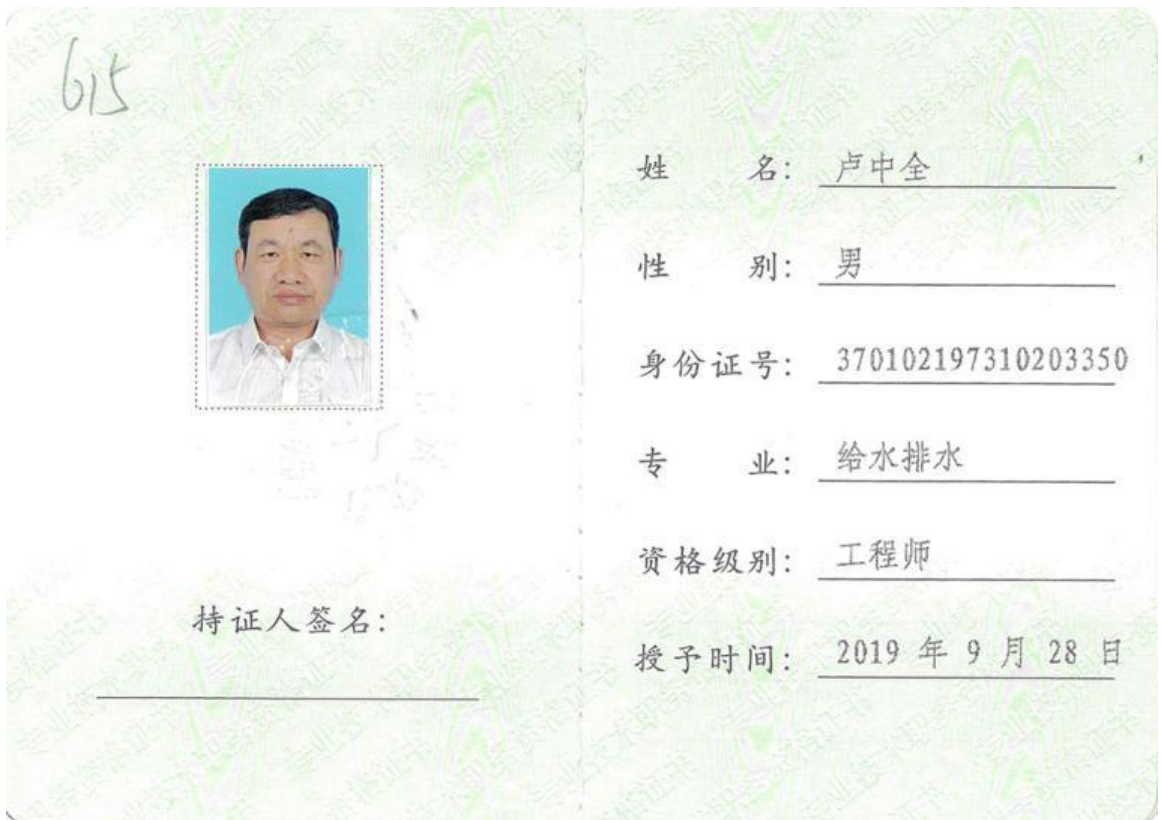 615
姓 名: 卢中全
性 别: 男
身份证号: 370102197310203350
专 业: 给水排水
资格级别: 工程师
持证人签名:
授予时间: 2019 年 9 月 28 日